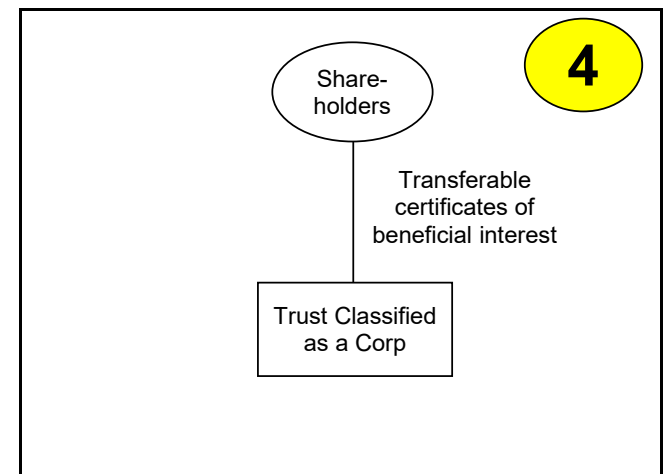 4
Share-
holders
Transferable
certificates of
beneficial interest
Trust Classified
as a Corp